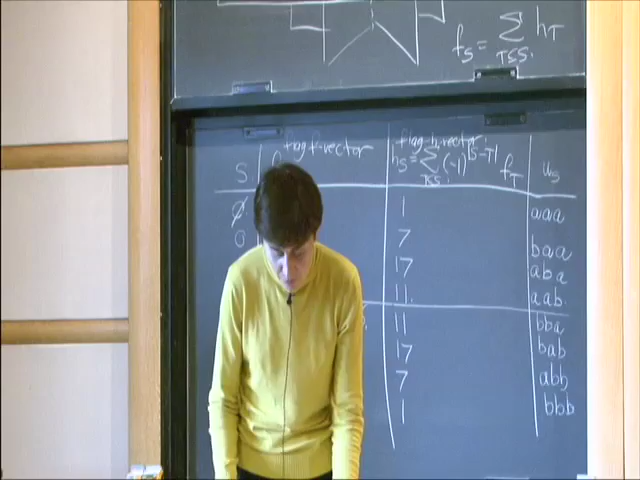 f_S = Σ_{T⊆S} h_T
S flag f-vector flag h-vector
h_S = Σ_{T⊆S} (-1)^{|S-T|} f_T u_S
∅ 1 aaa
0 7 baa
17 aba
11 aab
11 bba
17 bab
7 abb
1 bbb